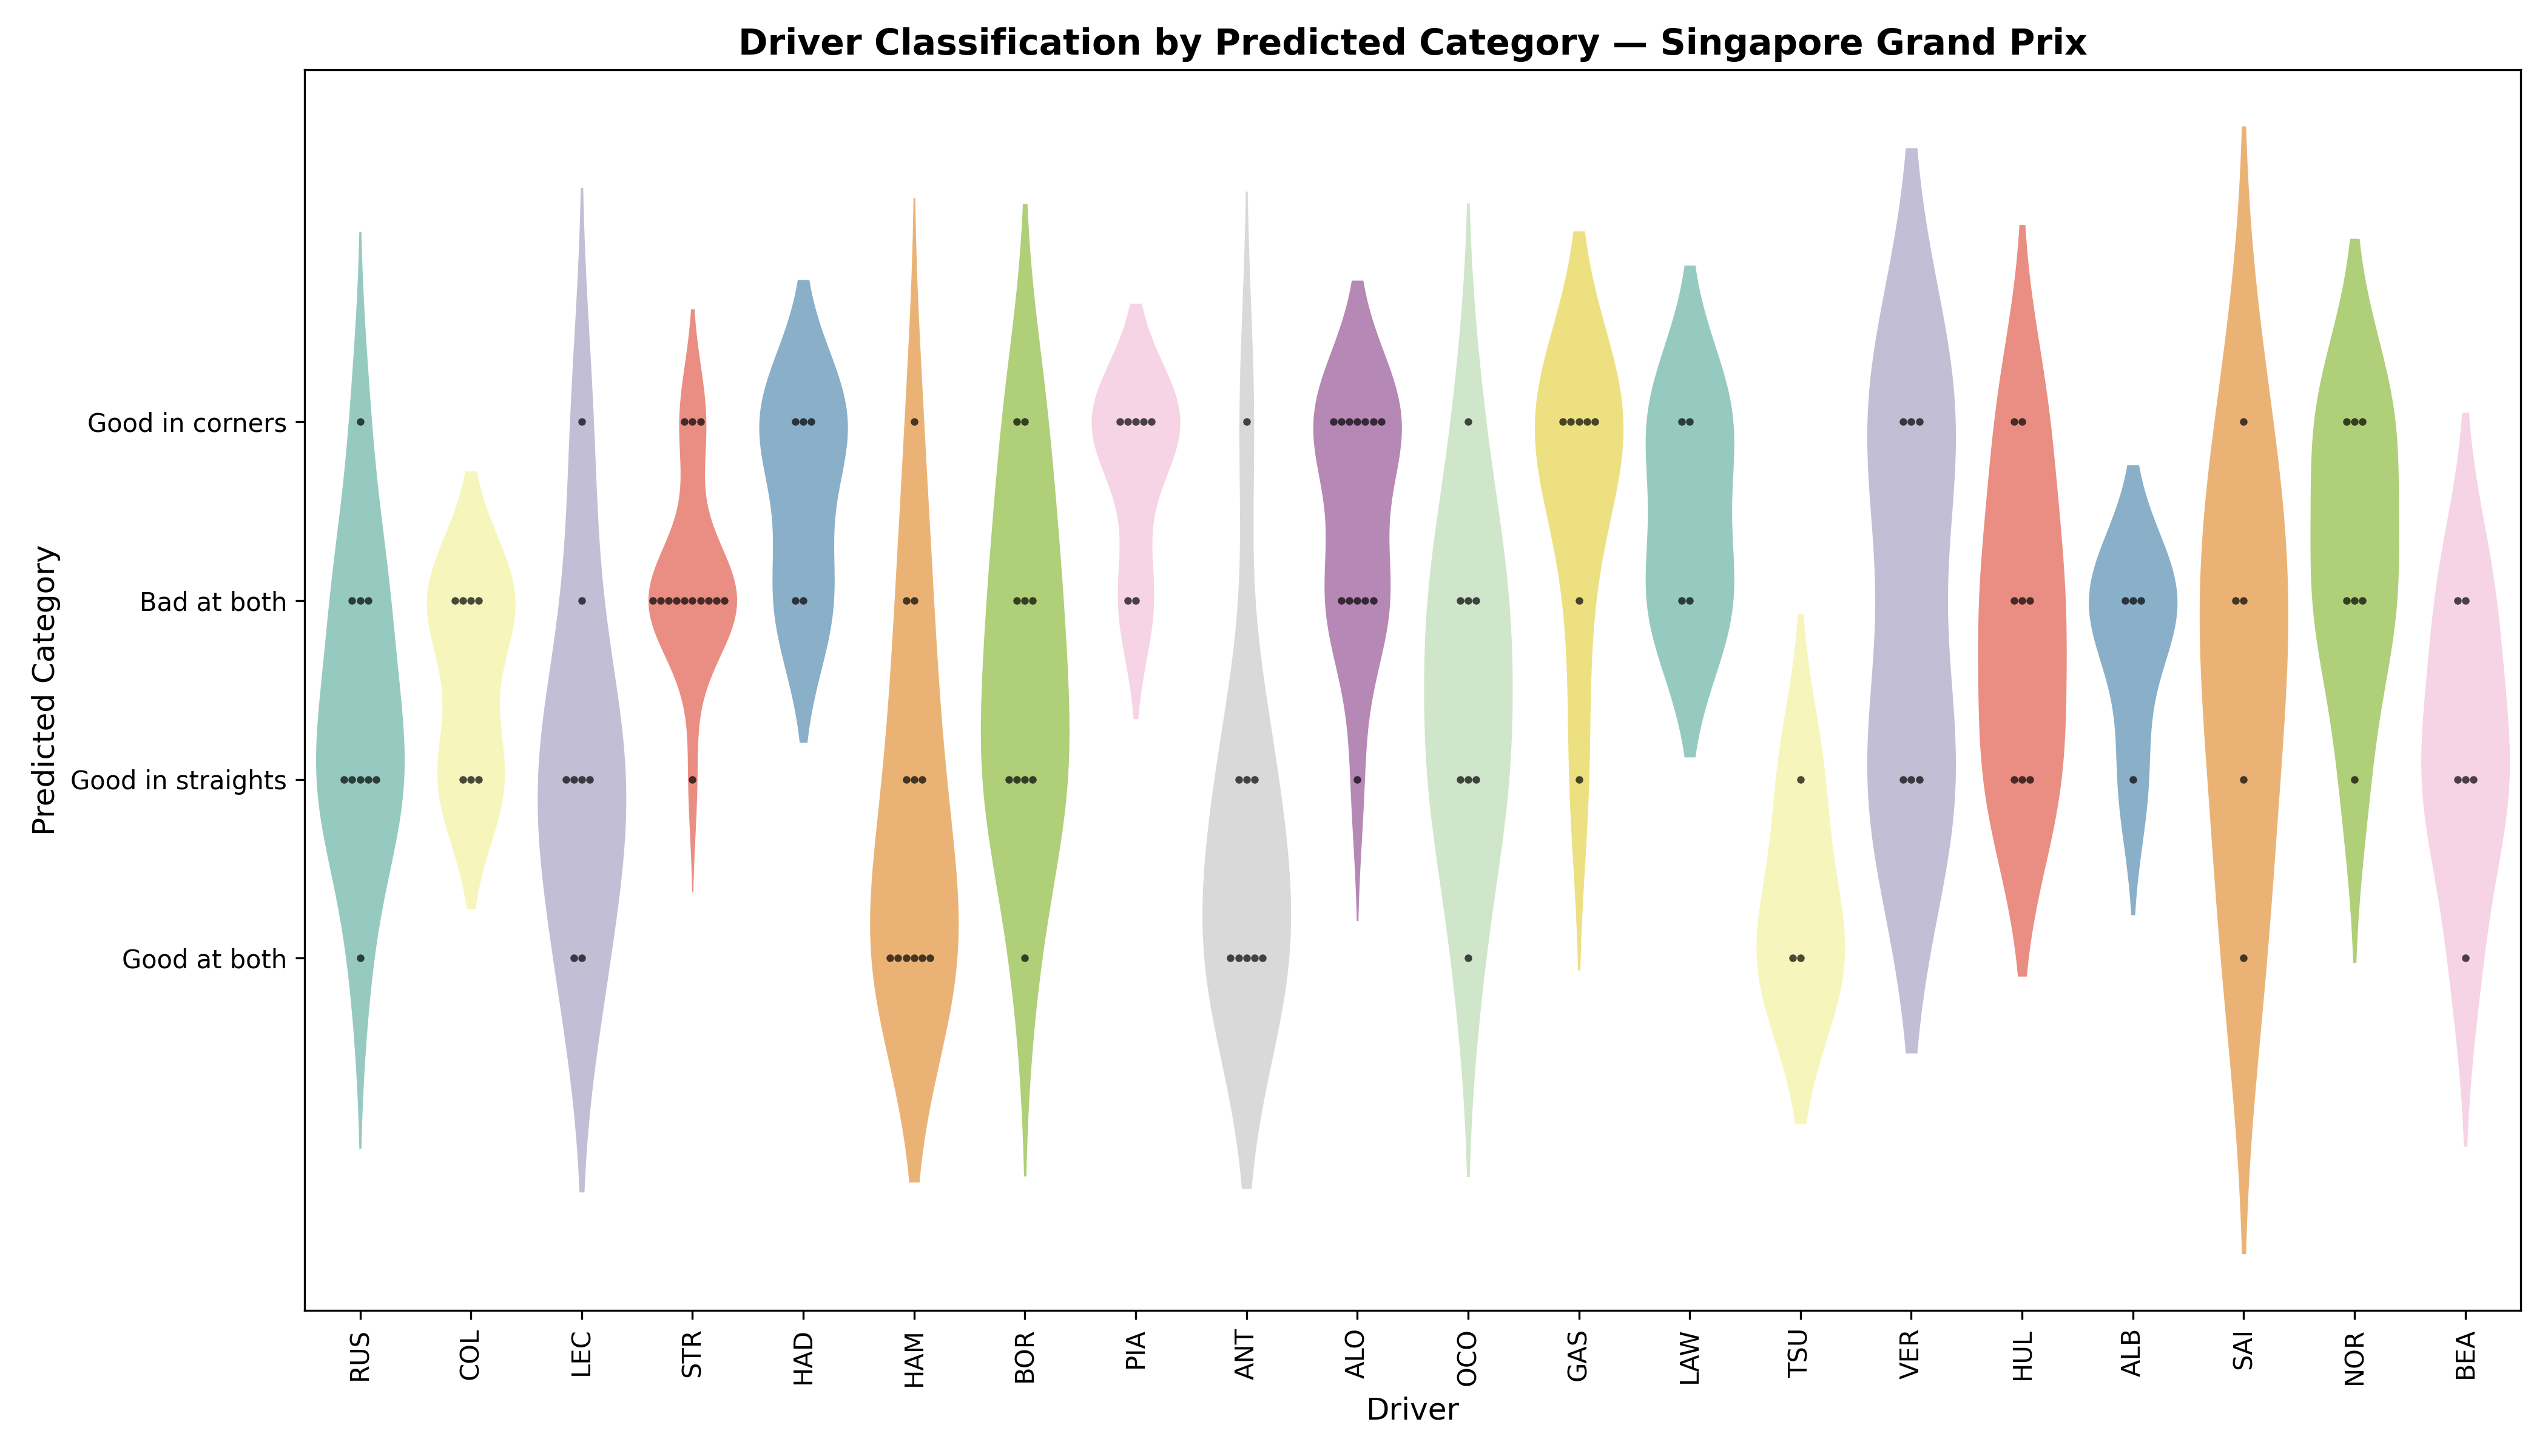 Driver Classification by Predicted Category — Singapore Grand Prix
Predicted Category
Good in corners
Bad at both
Good in straights
Good at both
RUS
COL
LEC
STR
HAD
HAM
BOR
PIA
ANT
ALO
OCO
GAS
LAW
TSU
VER
HUL
ALB
SAI
NOR
BEA
Driver